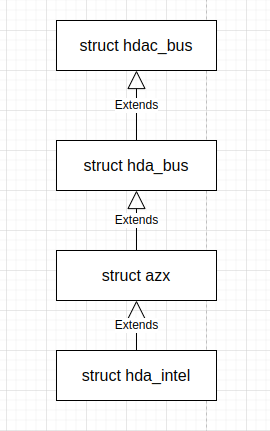 struct hdac_bus
Extends
struct hda_bus
Extends
struct azx
Extends
struct hda_intel